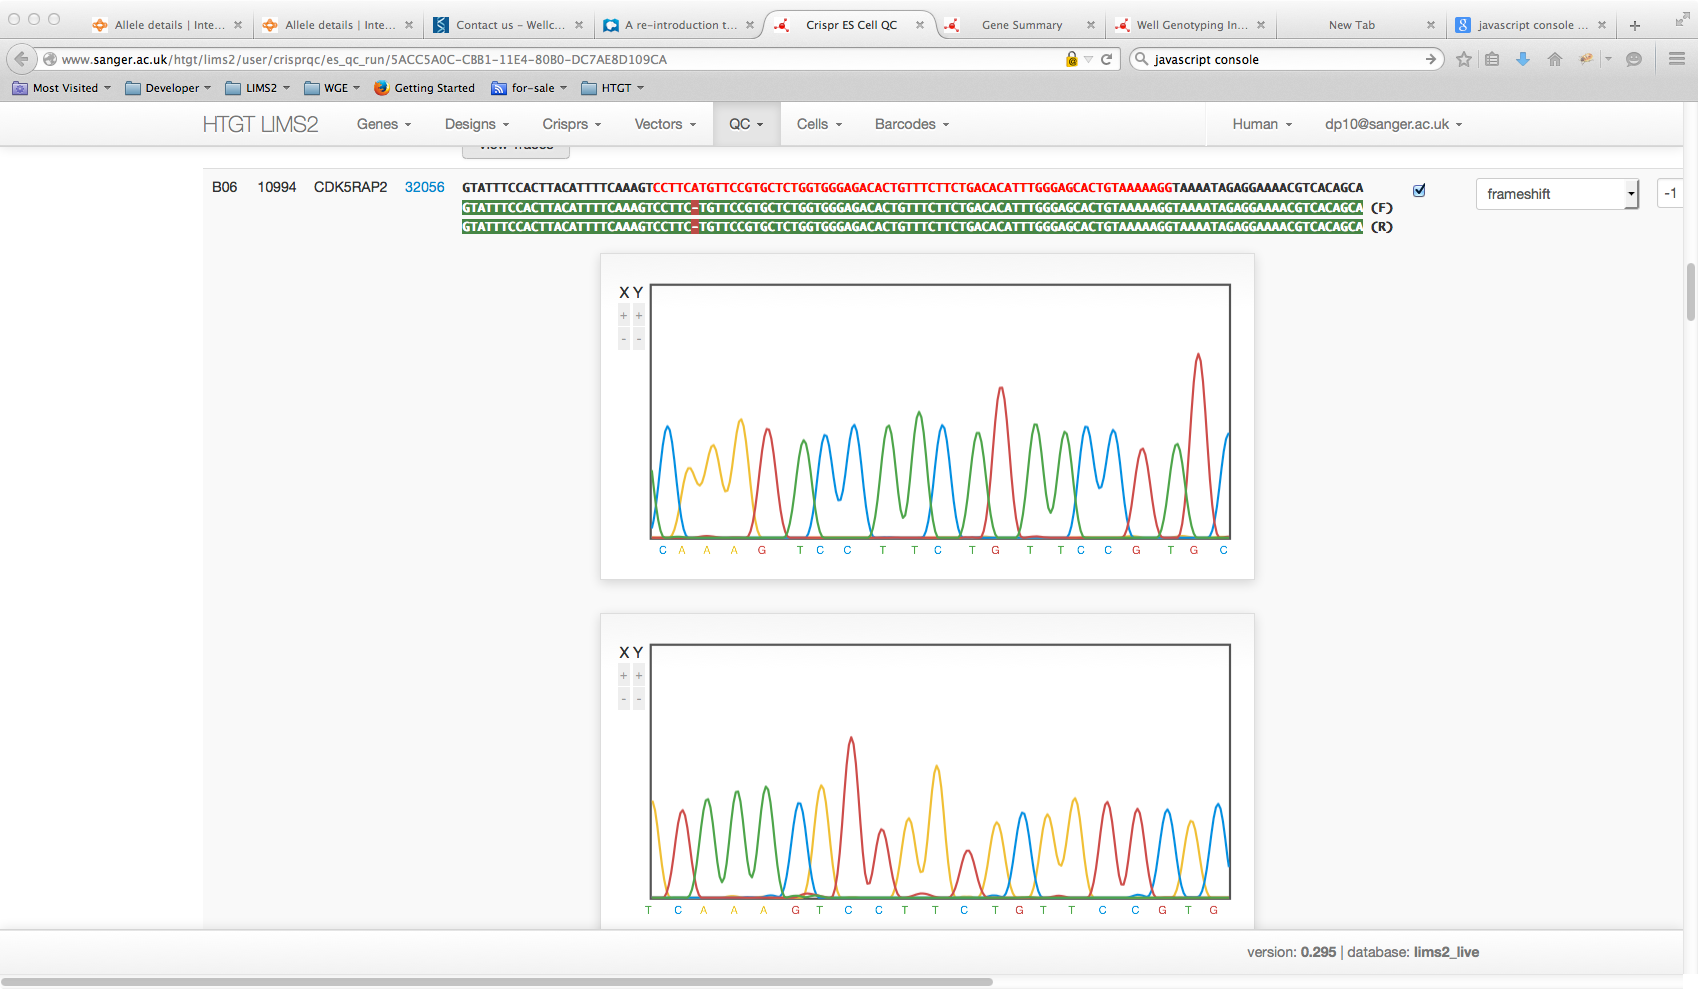 Allele details | Inte... Allele details | Inte... Contact us – Wellc... A re-introduction t... Crispr ES Cell QC Gene Summary Well Genotyping In... New Tab javascript console ...
www.sanger.ac.uk/htgt/lims2/user/crisprqc/es_qc_run/5ACC5A0C-CBB1-11E4-80B0-DC7AE8D109CA javascript console
Most Visited Developer LIMS2 WGE Getting Started for-sale HTGT
HTGT LIMS2 Genes Designs Crisprs Vectors QC Cells Barcodes Human dp10@sanger.ac.uk
View Traces
B06 10994 CDK5RAP2 32056 GTATTTCCACTTACATTTTCAAAGTCCTTCATGTTCCGTGCTCTGGTGGGAGACACTGTTTCTTCTGACACATTTGGGAGCACTGTAAAAAGGTAAAATAGAGGAAAACGTCACAGCA frameshift -1
GTATTTCCACTTACATTTTCAAAGTCCTTC-TGTTCCGTGCTCTGGTGGGAGACACTGTTTCTTCTGACACATTTGGGAGCACTGTAAAAAGGTAAAATAGAGGAAAACGTCACAGCA (F)
GTATTTCCACTTACATTTTCAAAGTCCTTC-TGTTCCGTGCTCTGGTGGGAGACACTGTTTCTTCTGACACATTTGGGAGCACTGTAAAAAGGTAAAATAGAGGAAAACGTCACAGCA (R)
X Y
+ +
- -
C A A A G T C C T T C T G T T C C G T G C
X Y
+ +
- -
T C A A A G T C C T T C T G T T C C G T G
version: 0.295 | database: lims2_live